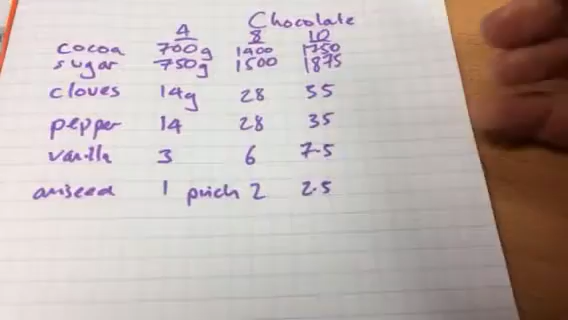 Chocolate
4 8 10
cocoa 700g 1400 1750
sugar 750g 1500 1875
cloves 14g 28 55
pepper 14 28 35
vanilla 3 6 7.5
aniseed 1 pinch 2 2.5